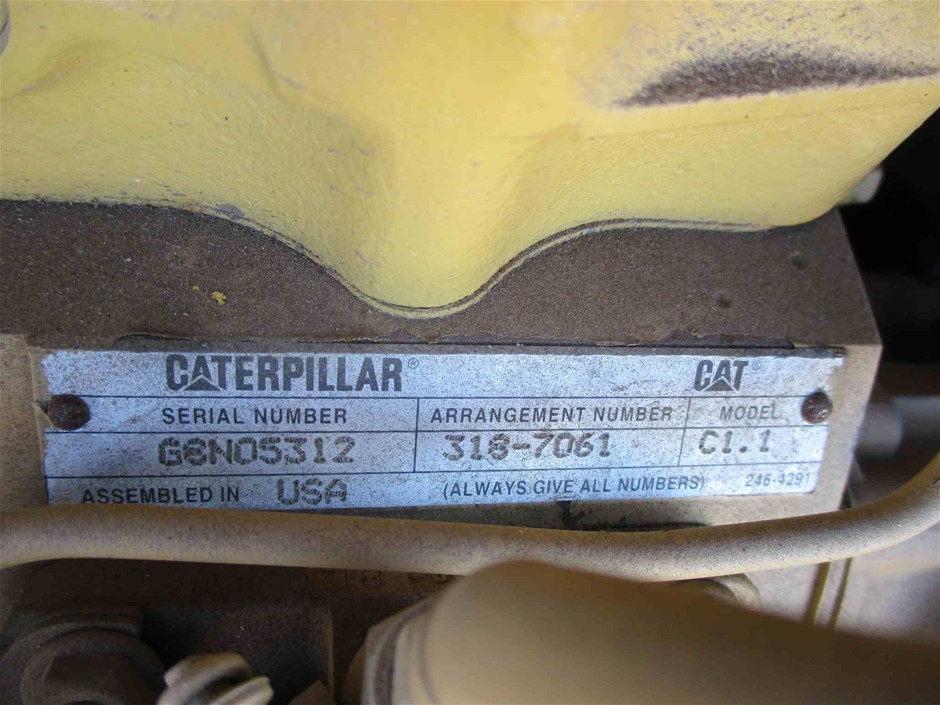 CATERPILLAR® CAT®
SERIAL NUMBER ARRANGEMENT NUMBER MODEL
G8N05312 318-7061 C1.1
ASSEMBLED IN USA (ALWAYS GIVE ALL NUMBERS) 246-4291